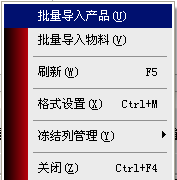 批量导入产品(U)
批量导入物料(V)
刷新(W) F5
格式设置(X) Ctrl+M
冻结列管理(Y)
关闭(Z) Ctrl+F4